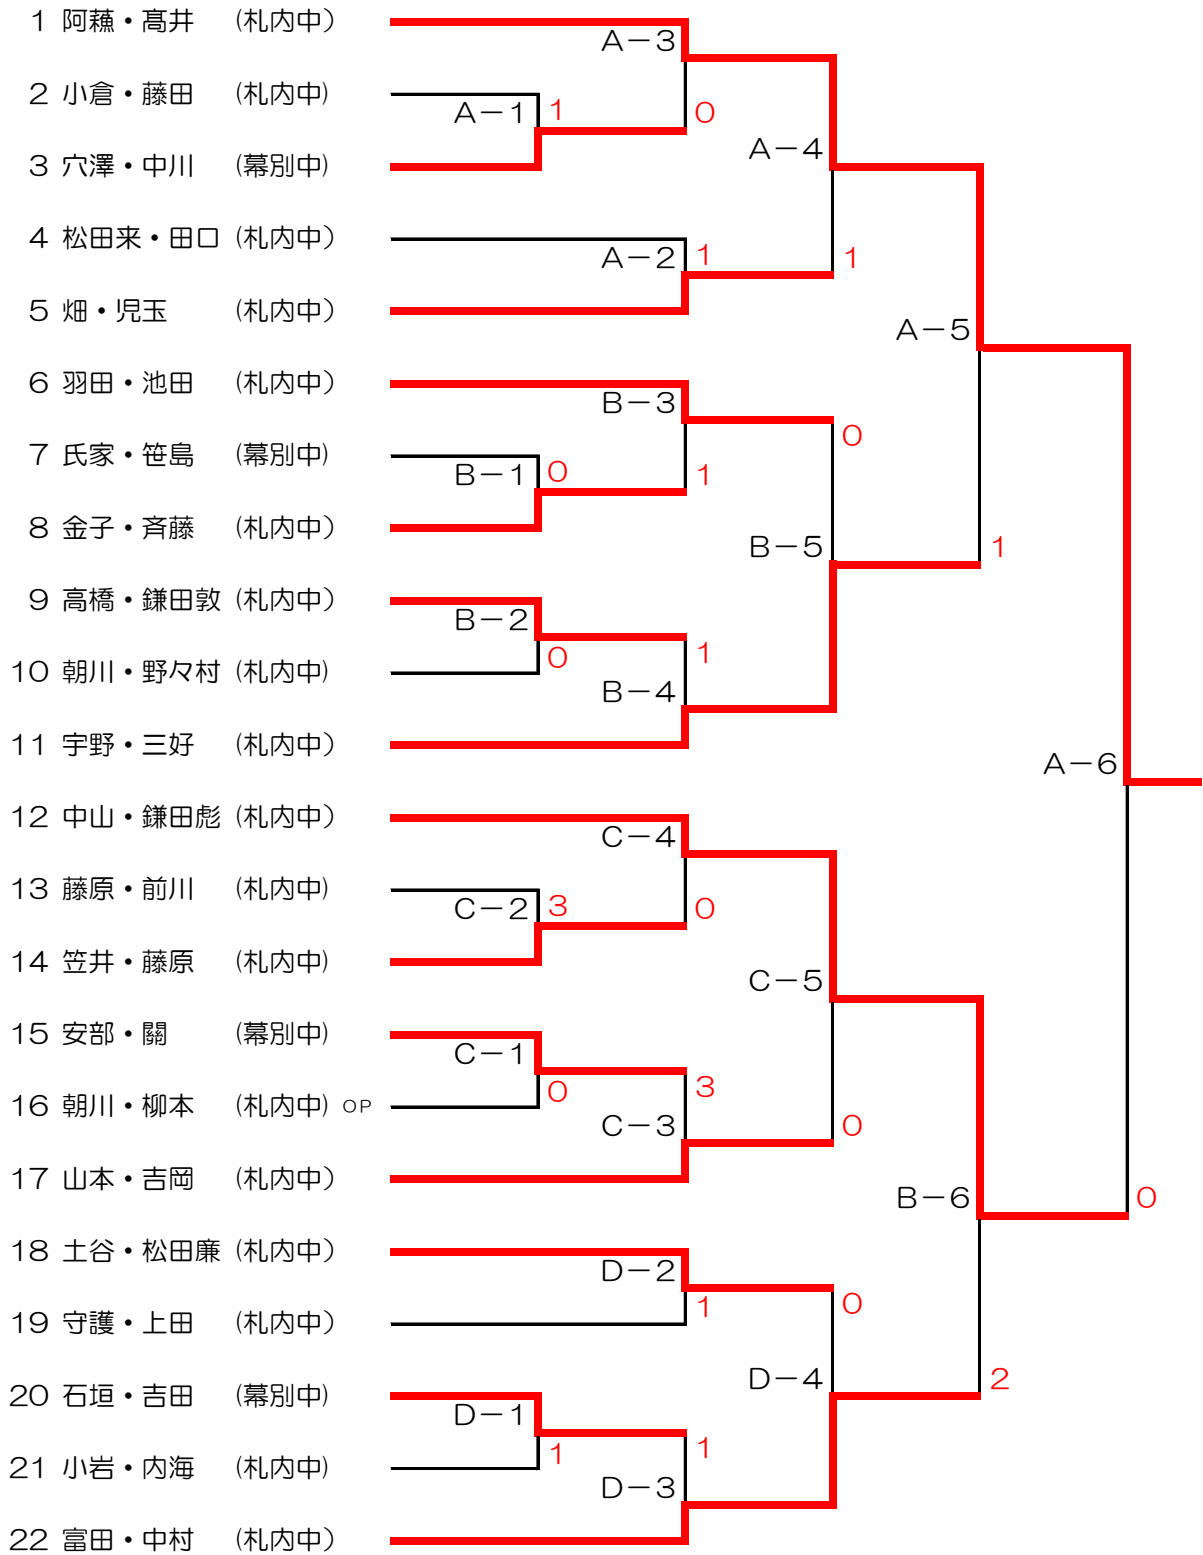 1 阿蘓・髙井 (札内中)
A-3
2 小倉・藤田 (札内中)
A-1 1 0
A-4
3 穴澤・中川 (幕別中)
4 松田来・田口 (札内中)
A-2 1 1
5 畑・児玉 (札内中)
A-5
6 羽田・池田 (札内中)
B-3 0
7 氏家・笹島 (幕別中)
B-1 0 1
8 金子・斉藤 (札内中)
B-5 1
9 高橋・鎌田敦 (札内中)
B-2
10 朝川・野々村 (札内中)
0 1
B-4
11 宇野・三好 (札内中)
A-6
12 中山・鎌田彪 (札内中)
C-4
13 藤原・前川 (札内中)
C-2 3 0
14 笠井・藤原 (札内中)
C-5
15 安部・關 (幕別中)
C-1
16 朝川・柳本 (札内中) OP
0 3
C-3 0
17 山本・吉岡 (札内中)
B-6 0
18 土谷・松田廉 (札内中)
D-2
1 0
19 守護・上田 (札内中)
D-4 2
20 石垣・吉田 (幕別中)
D-1
1 1
21 小岩・内海 (札内中)
D-3
22 富田・中村 (札内中)